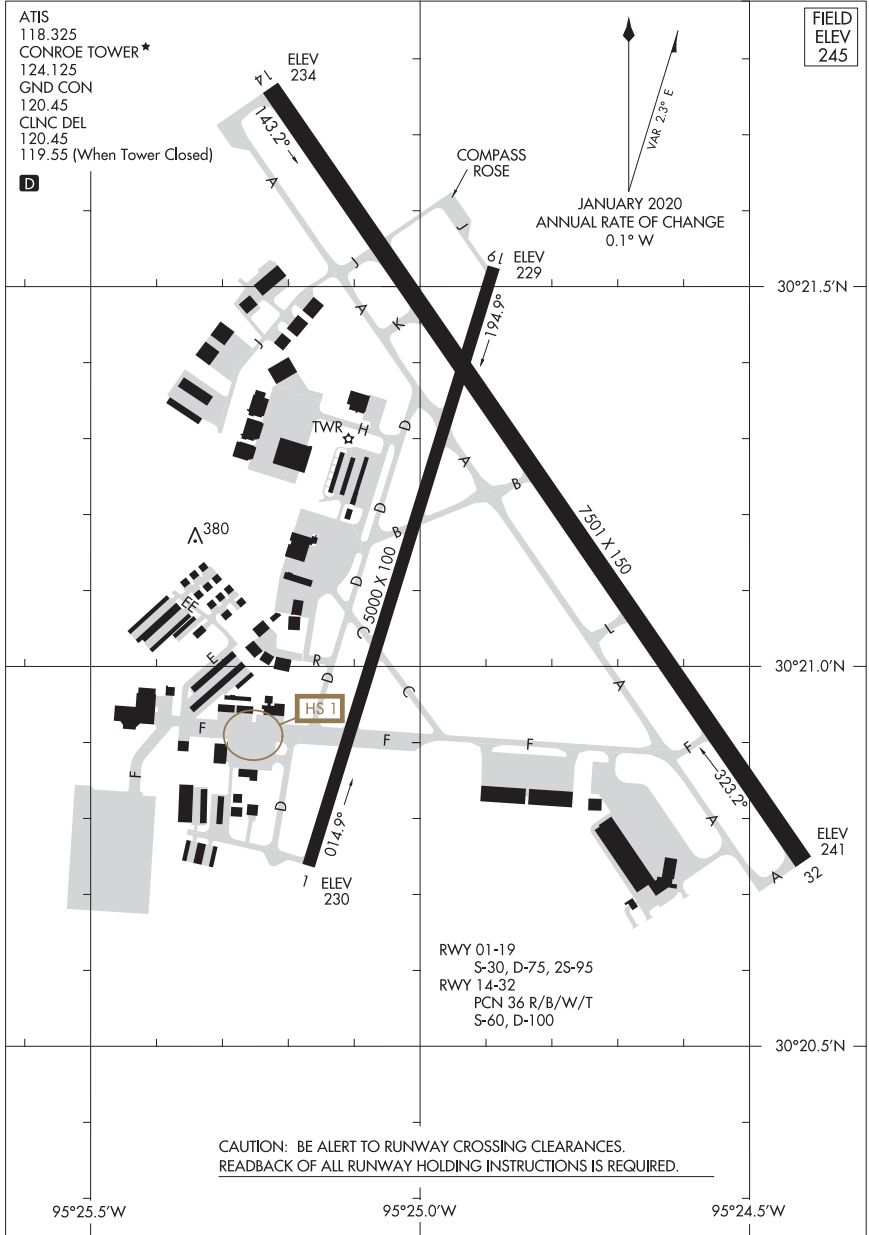 ATIS
118.325
CONROE TOWER★
124.125
GND CON
120.45
CLNC DEL
120.45
119.55 (When Tower Closed)
D
FIELD
ELEV
245
VAR 2.3° E
JANUARY 2020
ANNUAL RATE OF CHANGE
0.1° W
14
ELEV
234
143.2°
A
COMPASS
ROSE
J
J
19
ELEV
229
30°21.5'N
A
K
194.9°
J
TWR
H
D
A
B
D
B
7501 X 150
380
D
5000 X 100
EE
C
L
E
R
30°21.0'N
D
C
A
HS 1
F
F
F
F
F
323.2°
D
A
014.9°
ELEV
241
1
ELEV
230
A
32
RWY 01-19
S-30, D-75, 2S-95
RWY 14-32
PCN 36 R/B/W/T
S-60, D-100
30°20.5'N
CAUTION: BE ALERT TO RUNWAY CROSSING CLEARANCES.
READBACK OF ALL RUNWAY HOLDING INSTRUCTIONS IS REQUIRED.
95°25.5'W
95°25.0'W
95°24.5'W